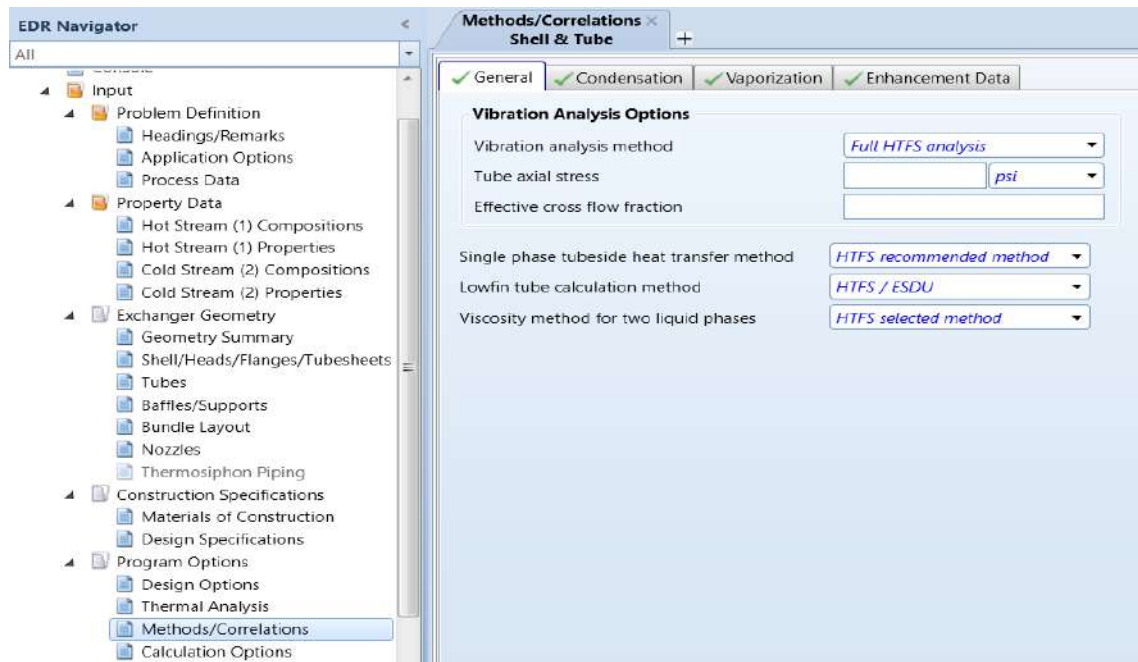 EDR Navigator
<
All
Input
Problem Definition
Headings/Remarks
Application Options
Process Data
Property Data
Hot Stream (1) Compositions
Hot Stream (1) Properties
Cold Stream (2) Compositions
Cold Stream (2) Properties
Exchanger Geometry
Geometry Summary
Shell/Heads/Flanges/Tubesheets
Tubes
Baffles/Supports
Bundle Layout
Nozzles
Thermosiphon Piping
Construction Specifications
Materials of Construction
Design Specifications
Program Options
Design Options
Thermal Analysis
Methods/Correlations
Calculation Options
Methods/Correlations ×
Shell & Tube +
General Condensation Vaporization Enhancement Data
Vibration Analysis Options
Vibration analysis method Full HTFS analysis
Tube axial stress psi
Effective cross flow fraction
Single phase tubeside heat transfer method HTFS recommended method
Lowfin tube calculation method HTFS / ESDU
Viscosity method for two liquid phases HTFS selected method